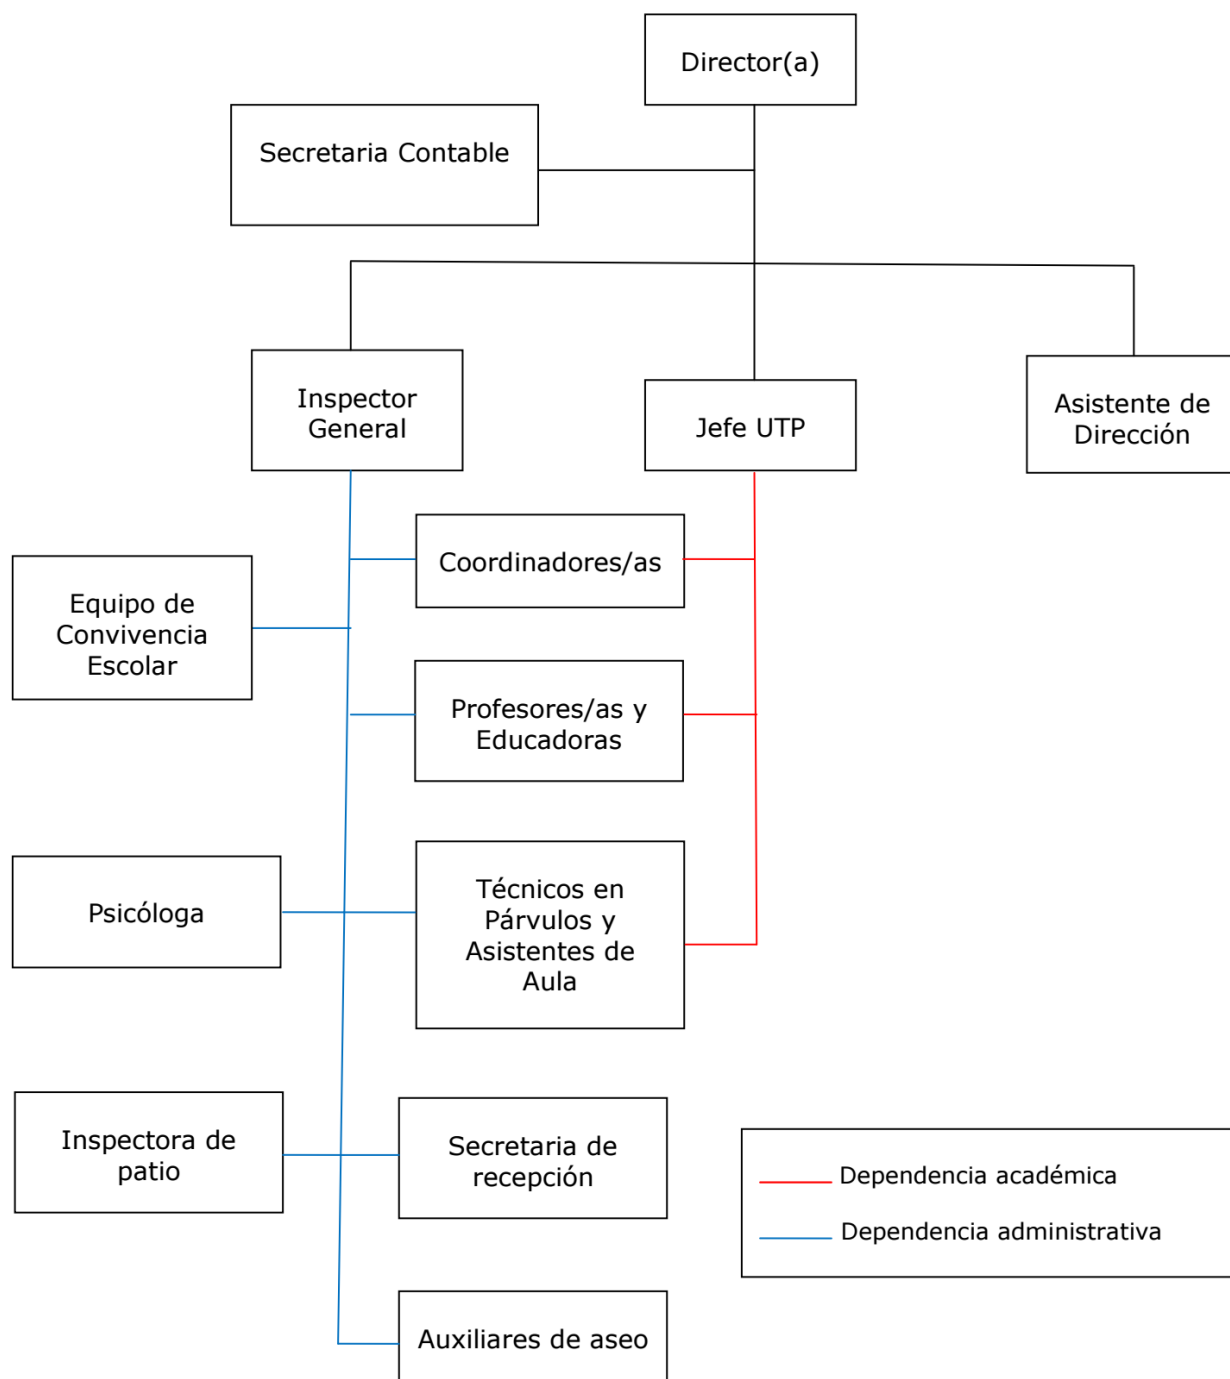 Director(a)
Secretaria Contable
Inspector
General
Jefe UTP
Asistente de
Dirección
Coordinadores/as
Equipo de
Convivencia
Escolar
Profesores/as y
Educadoras
Psicóloga
Técnicos en
Párvulos y
Asistentes de
Aula
Inspectora de
patio
Secretaria de
recepción
Dependencia académica
Dependencia administrativa
Auxiliares de aseo